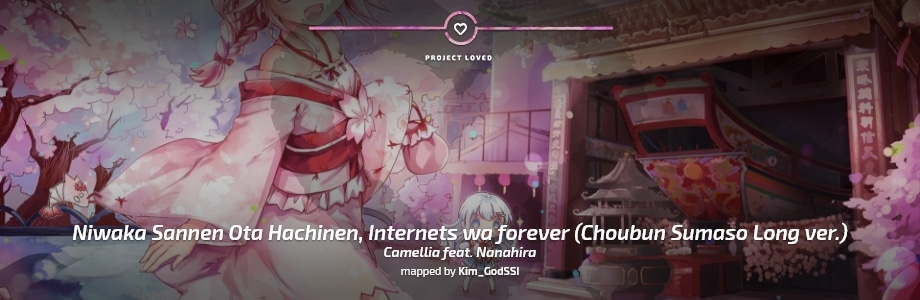 PROJECT LOVED
Niwaka Sannen Ota Hachinen, Internets wa forever (Choubun Sumaso Long ver.)
Camellia feat. Nanahira
mapped by Kim_GodSSI